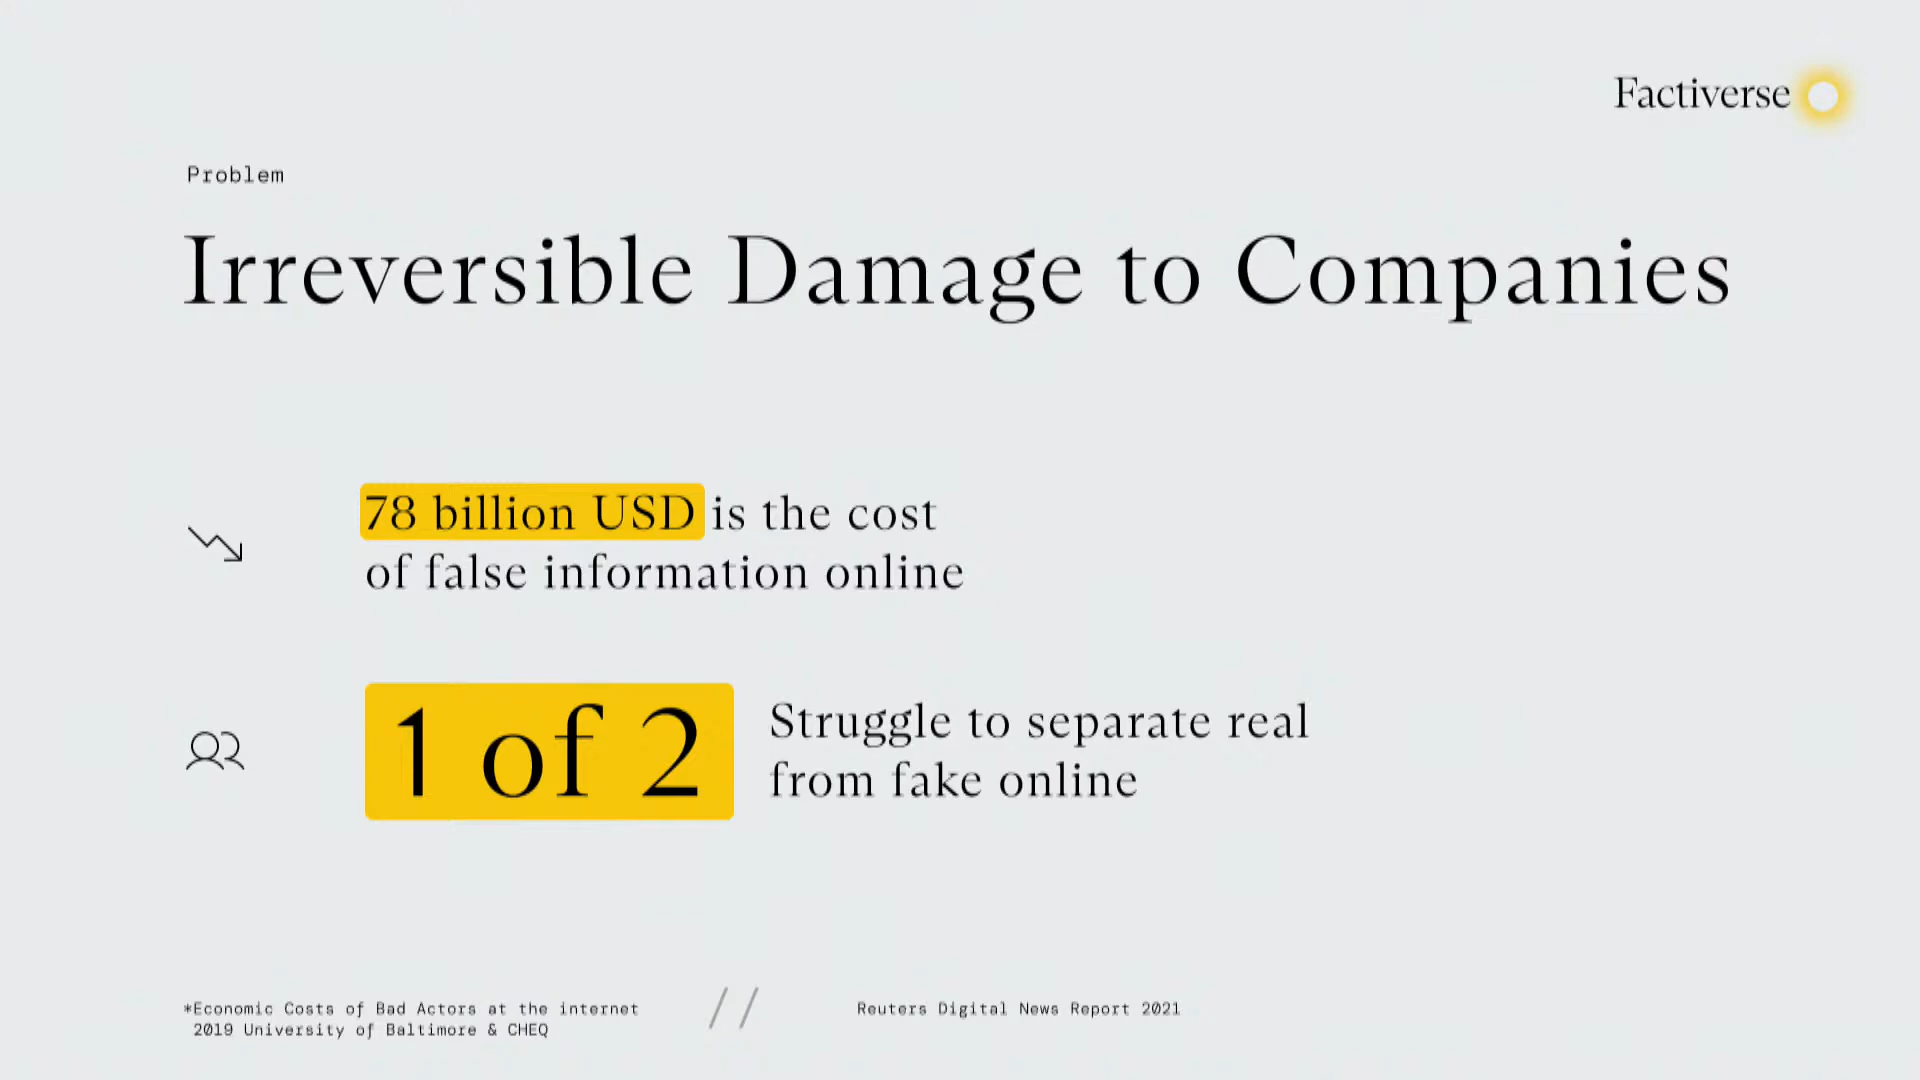 Factiverse
Problem
Irreversible Damage to Companies
78 billion USD is the cost
of false information online
1 of 2
Struggle to separate real
from fake online
*Economic Costs of Bad Actors at the internet
2019 University of Baltimore & CHEQ
//
Reuters Digital News Report 2021